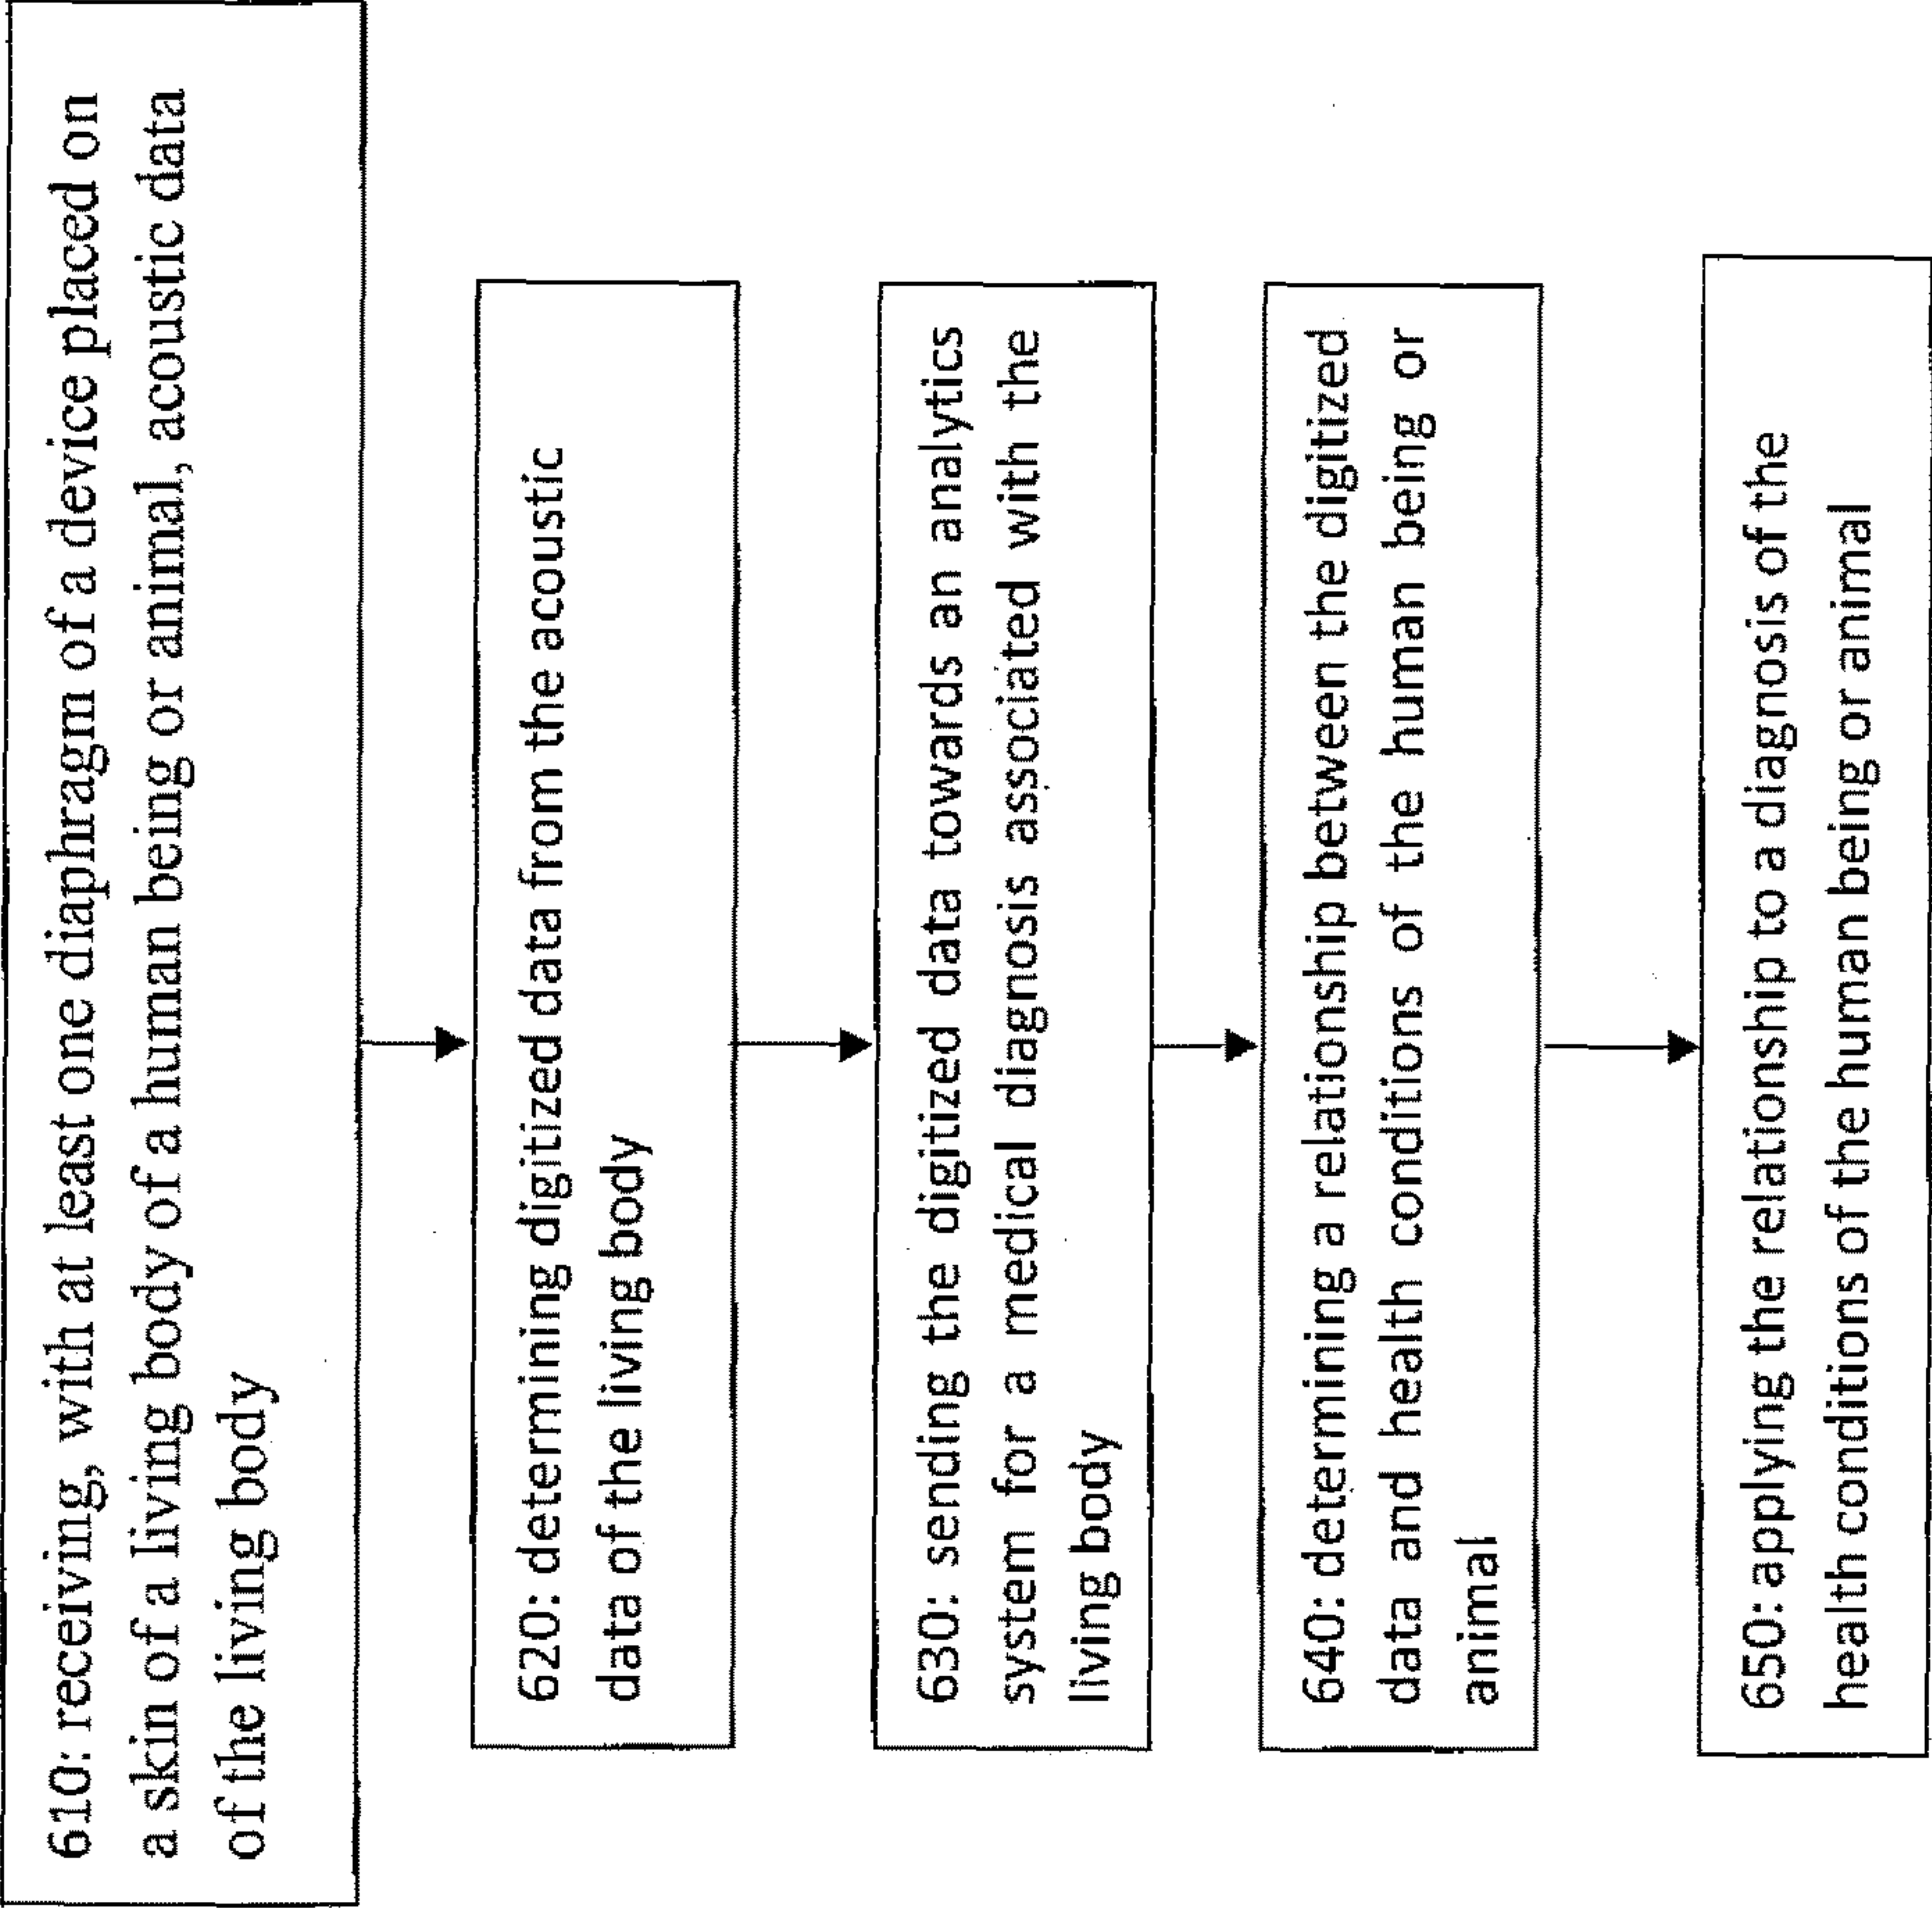 610: receiving, with at least one diaphragm of a device placed on
a skin of a living body of a human being or animal, acoustic data
of the living body
620: determining digitized data from the acoustic
data of the living body
630: sending the digitized data towards an analytics
system for a medical diagnosis associated with the
living body
640: determining a relationship between the digitized
data and health conditions of the human being or
animal
650: applying the relationship to a diagnosis of the
health conditions of the human being or animal